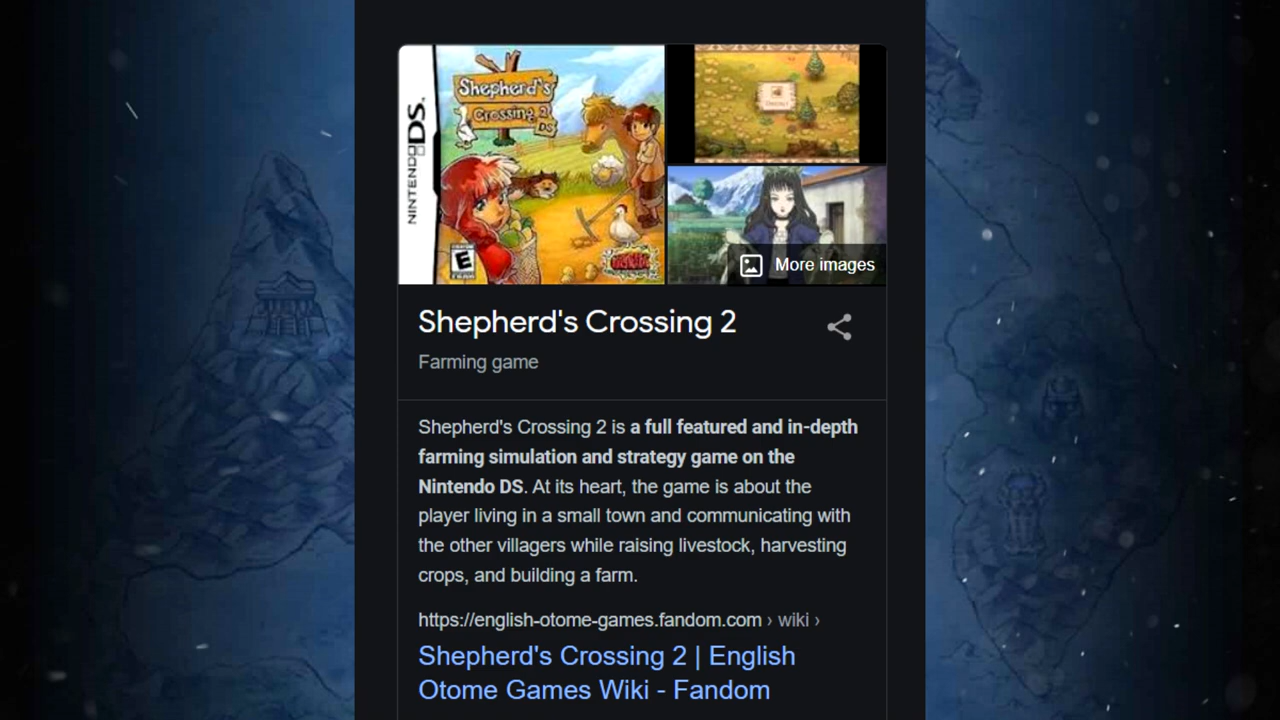 NINTENDO DS.
Shepherd's
Crossing 2
DS
EVERYONE
E
More images
Shepherd's Crossing 2
Farming game
Shepherd's Crossing 2 is a full featured and in-depth
farming simulation and strategy game on the
Nintendo DS. At its heart, the game is about the
player living in a small town and communicating with
the other villagers while raising livestock, harvesting
crops, and building a farm.
https://english-otome-games.fandom.com › wiki ›
Shepherd's Crossing 2 | English
Otome Games Wiki - Fandom